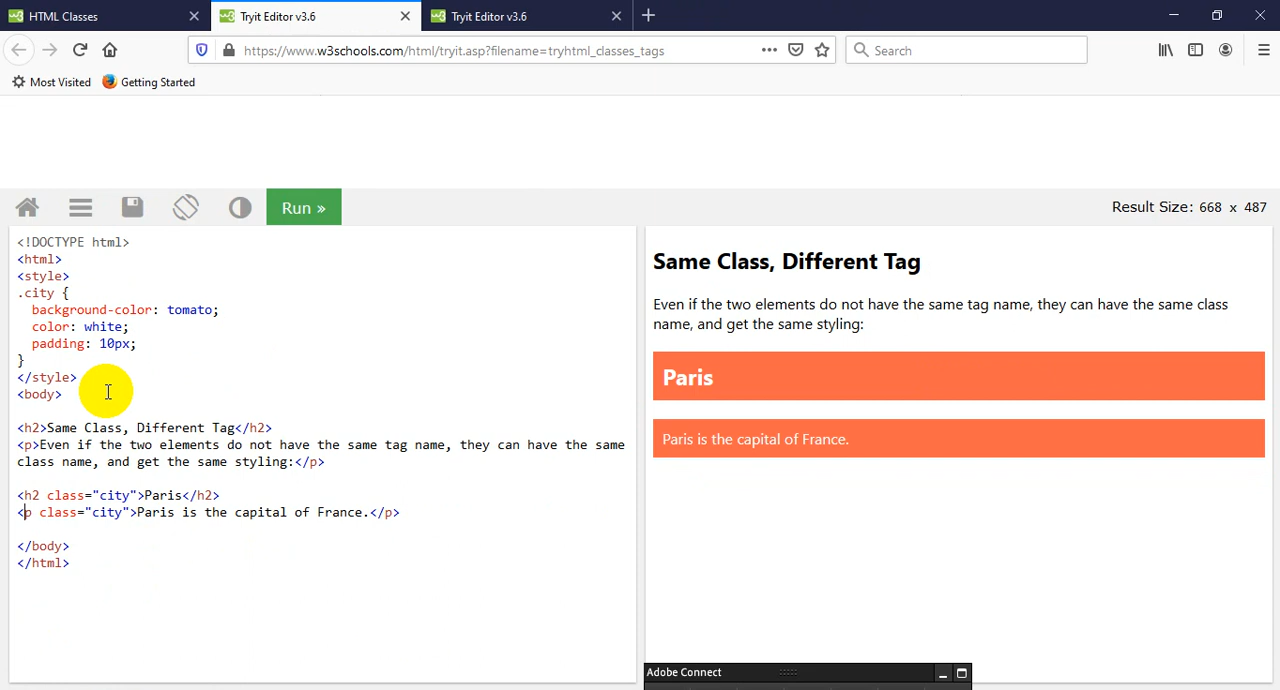 HTML Classes
Tryit Editor v3.6
Tryit Editor v3.6
https://www.w3schools.com/html/tryit.asp?filename=tryhtml_classes_tags
Search
Most Visited
Getting Started
Run »
Result Size: 668 x 487
<!DOCTYPE html>
<html>
<style>
.city {
  background-color: tomato;
  color: white;
  padding: 10px;
}
</style>
<body>
<h2>Same Class, Different Tag</h2>
<p>Even if the two elements do not have the same tag name, they can have the same
class name, and get the same styling:</p>
<h2 class="city">Paris</h2>
<p class="city">Paris is the capital of France.</p>
</body>
</html>
Same Class, Different Tag
Even if the two elements do not have the same tag name, they can have the same class
name, and get the same styling:
Paris
Paris is the capital of France.
Adobe Connect